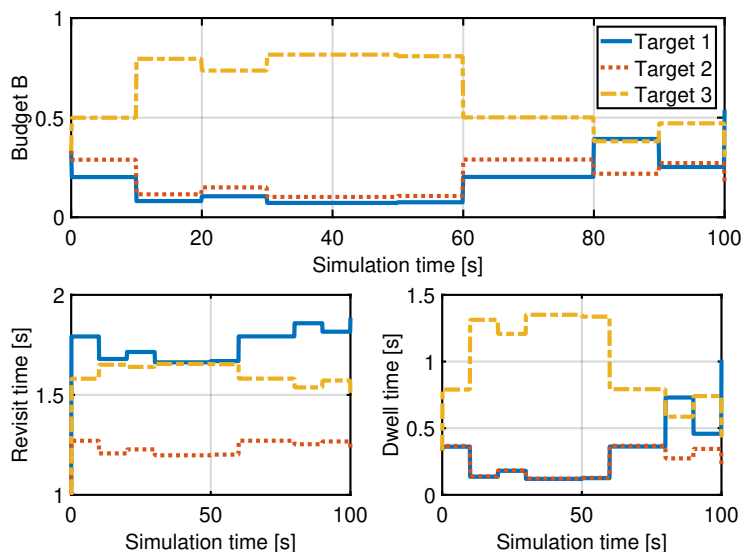 1
0.5
0
Budget B
0 20 40 60 80 100
Simulation time [s]
Target 1
Target 2
Target 3
2
1.5
1
Revisit time [s]
0 50 100
Simulation time [s]
1.5
1
0.5
0
Dwell time [s]
0 50 100
Simulation time [s]